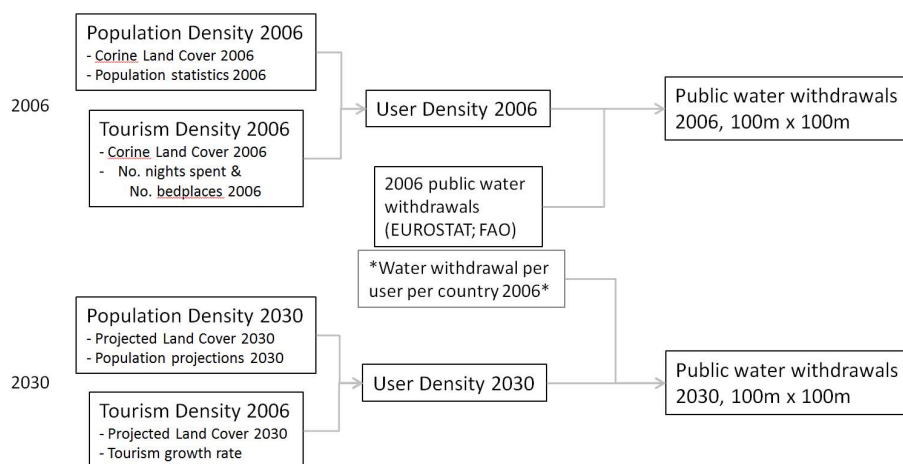 Population Density 2006
- Corine Land Cover 2006
- Population statistics 2006
2006
Tourism Density 2006
- Corine Land Cover 2006
- No. nights spent &
No. bedplaces 2006
User Density 2006
2006 public water
withdrawals
(EUROSTAT; FAO)
Public water withdrawals
2006, 100m x 100m
*Water withdrawal per
user per country 2006*
Population Density 2030
- Projected Land Cover 2030
- Population projections 2030
2030
Tourism Density 2006
- Projected Land Cover 2030
- Tourism growth rate
User Density 2030
Public water withdrawals
2030, 100m x 100m